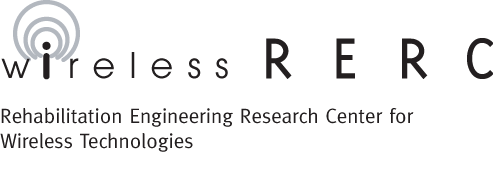 wireless RERC
Rehabilitation Engineering Research Center for
Wireless Technologies